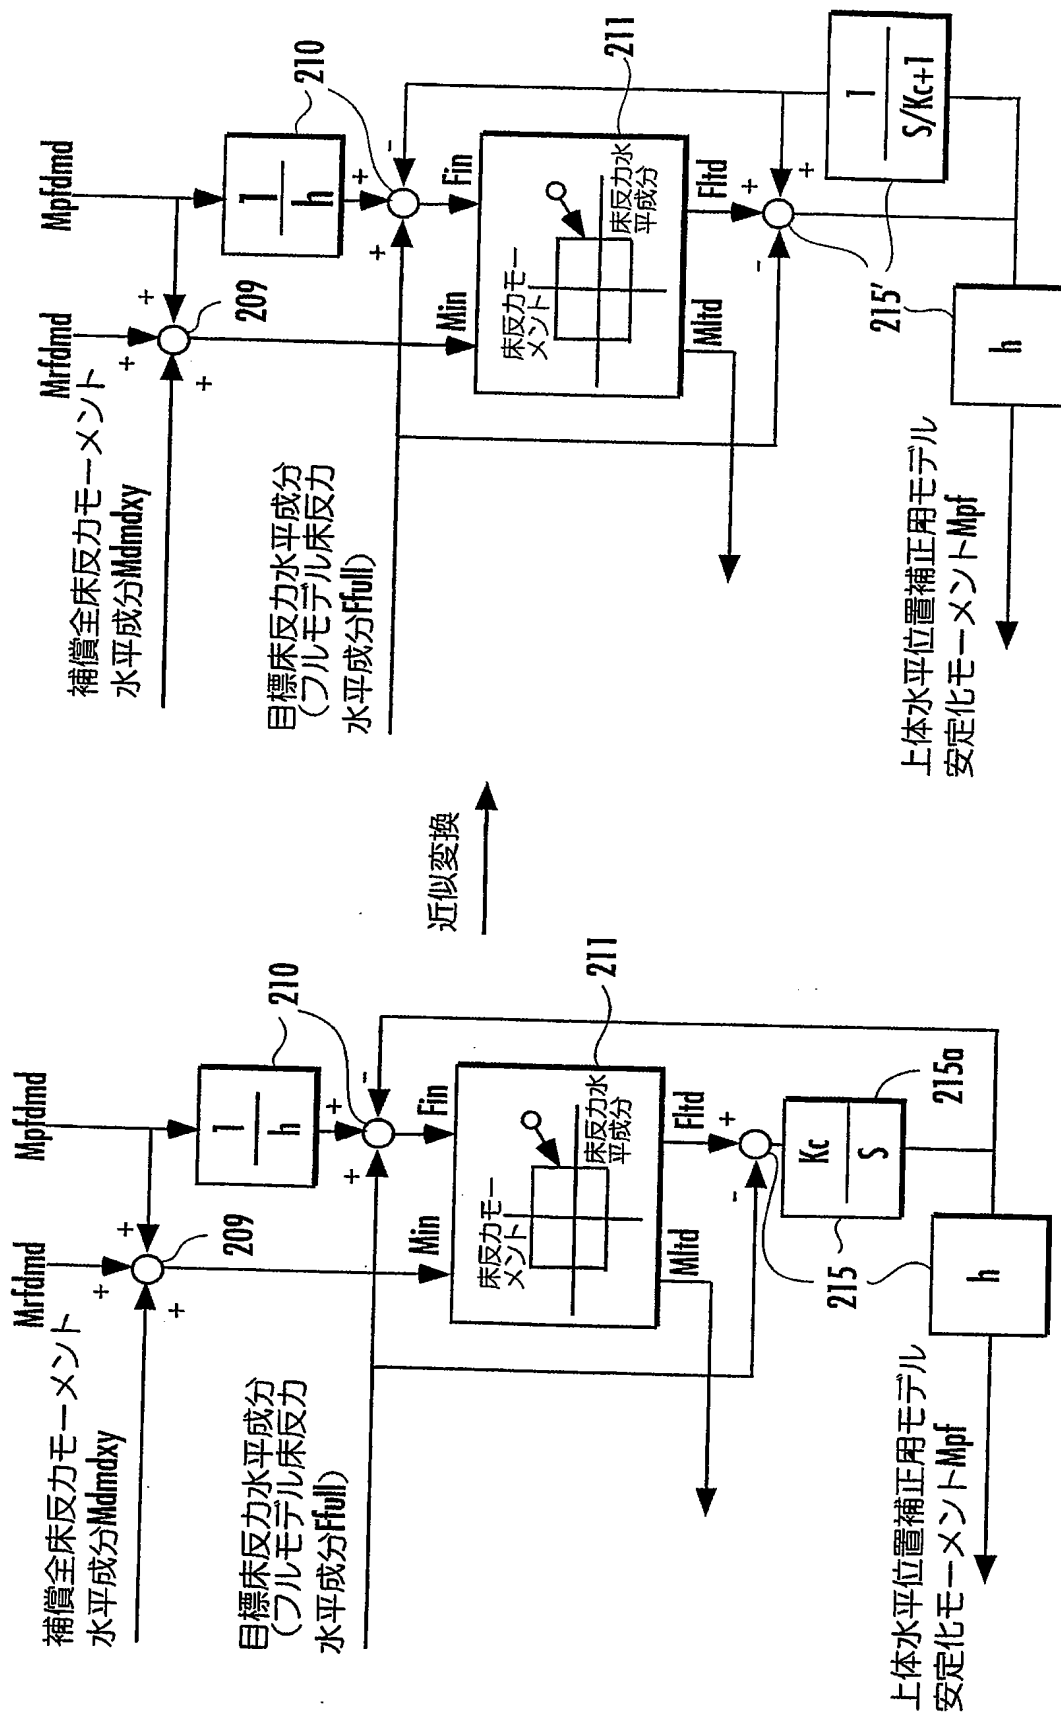 Mrfdmd
Mpfdmd
補償全床反力モーメント
水平成分Mdmdxy
+
+
+
209
1
h
210
目標床反力水平成分
(フルモデル床反力
水平成分Ffull)
+
+
-
Min
Fin
211
床反力モー
メント
床反力水
平成分
Mltd
Fltd
-
+
215
Kc
S
215a
h
上体水平位置補正用モデル
安定化モーメントMpf
近似変換
Mrfdmd
Mpfdmd
補償全床反力モーメント
水平成分Mdmdxy
+
+
+
209
1
h
210
目標床反力水平成分
(フルモデル床反力
水平成分Ffull)
+
+
-
Min
Fin
211
床反力モー
メント
床反力水
平成分
Mltd
Fltd
-
+
+
215'
1
S/Kc+1
h
上体水平位置補正用モデル
安定化モーメントMpf